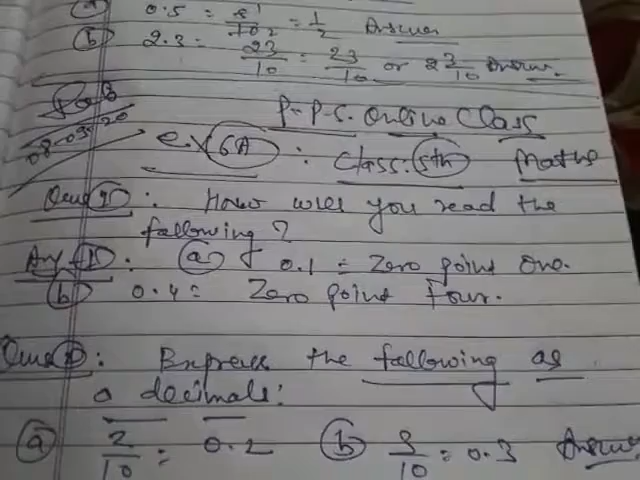 (a) 0.5 = 5/10 = 1/2 Answer
(b) 2.3 = 23/10 = 23/10 or 2 3/10 Answer.
08-09-20
P.P.S. Online Class
ex 6A : Class: 5th Maths
Ques 1: How will you read the
following?
Ans 1: (a) 0.1 = Zero point One.
(b) 0.4 = Zero point Four.
Ques 2: Express the following as
a decimals:
(a) 2/10 = 0.2 (b) 3/10 = 0.3 Answer